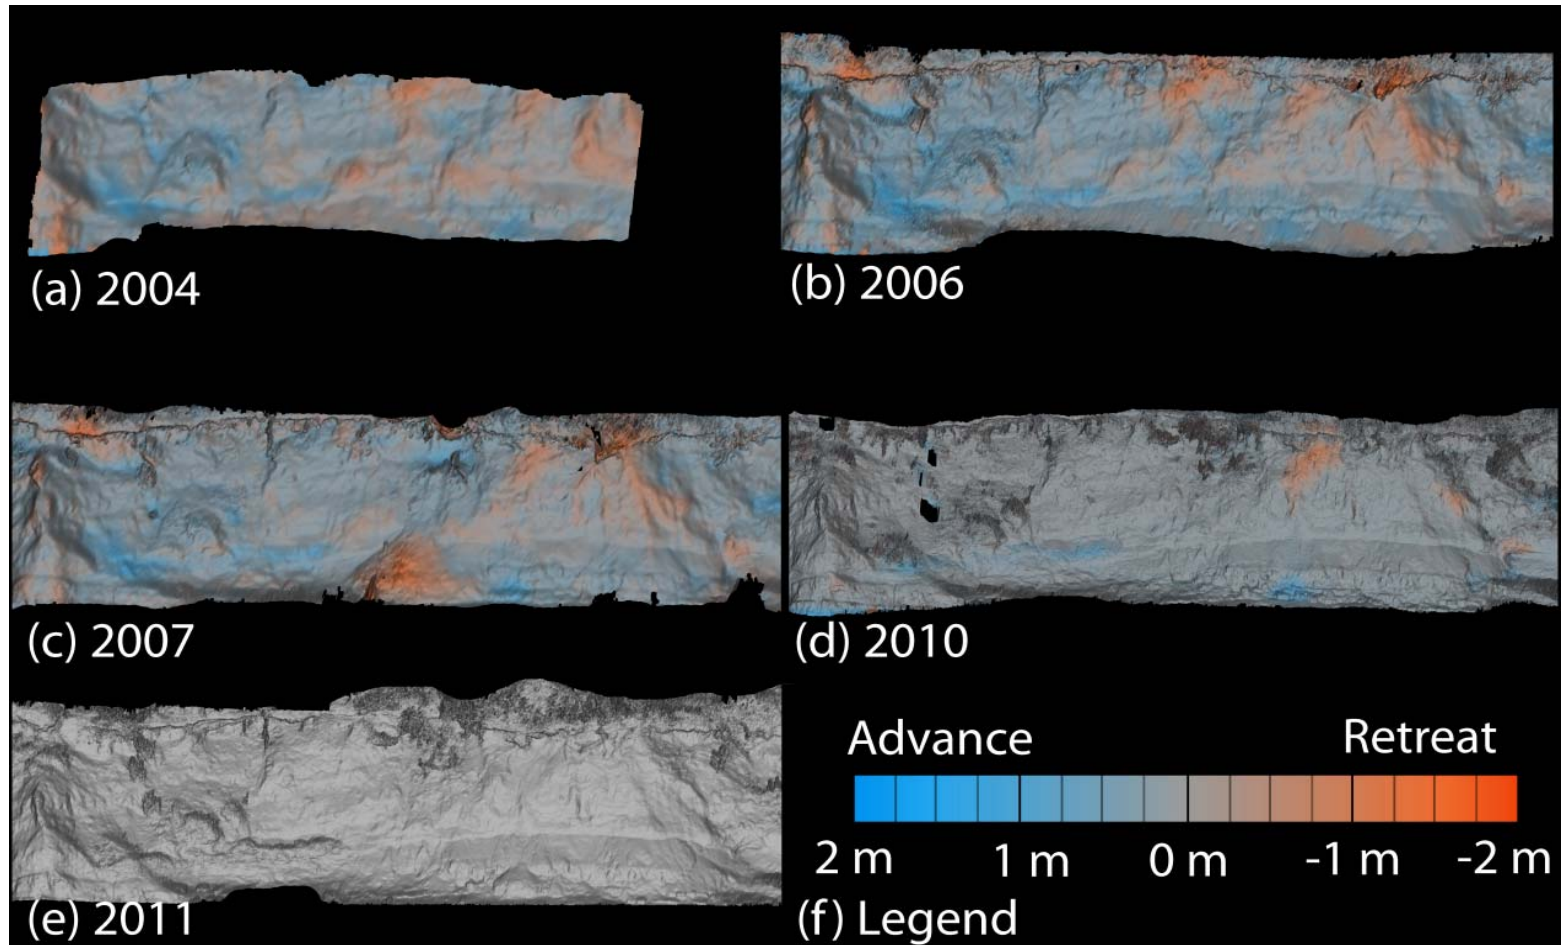 (a) 2004
(b) 2006
(c) 2007
(d) 2010
(e) 2011
Advance Retreat
2 m 1 m 0 m -1 m -2 m
(f) Legend